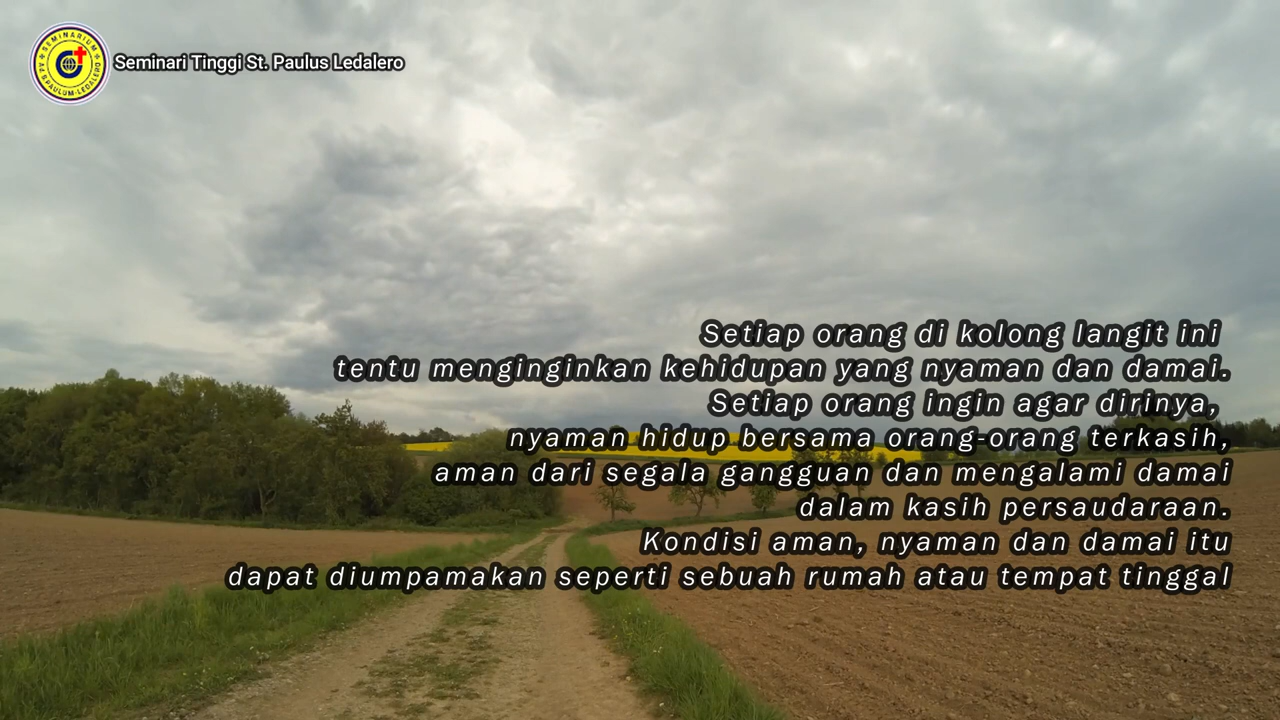 SEMINARIUM
Seminari Tinggi St. Paulus Ledalero
Setiap orang di kolong langit ini
tentu menginginkan kehidupan yang nyaman dan damai.
Setiap orang ingin agar dirinya,
nyaman hidup bersama orang-orang terkasih,
aman dari segala gangguan dan mengalami damai
dalam kasih persaudaraan.
Kondisi aman, nyaman dan damai itu
dapat diumpamakan seperti sebuah rumah atau tempat tinggal